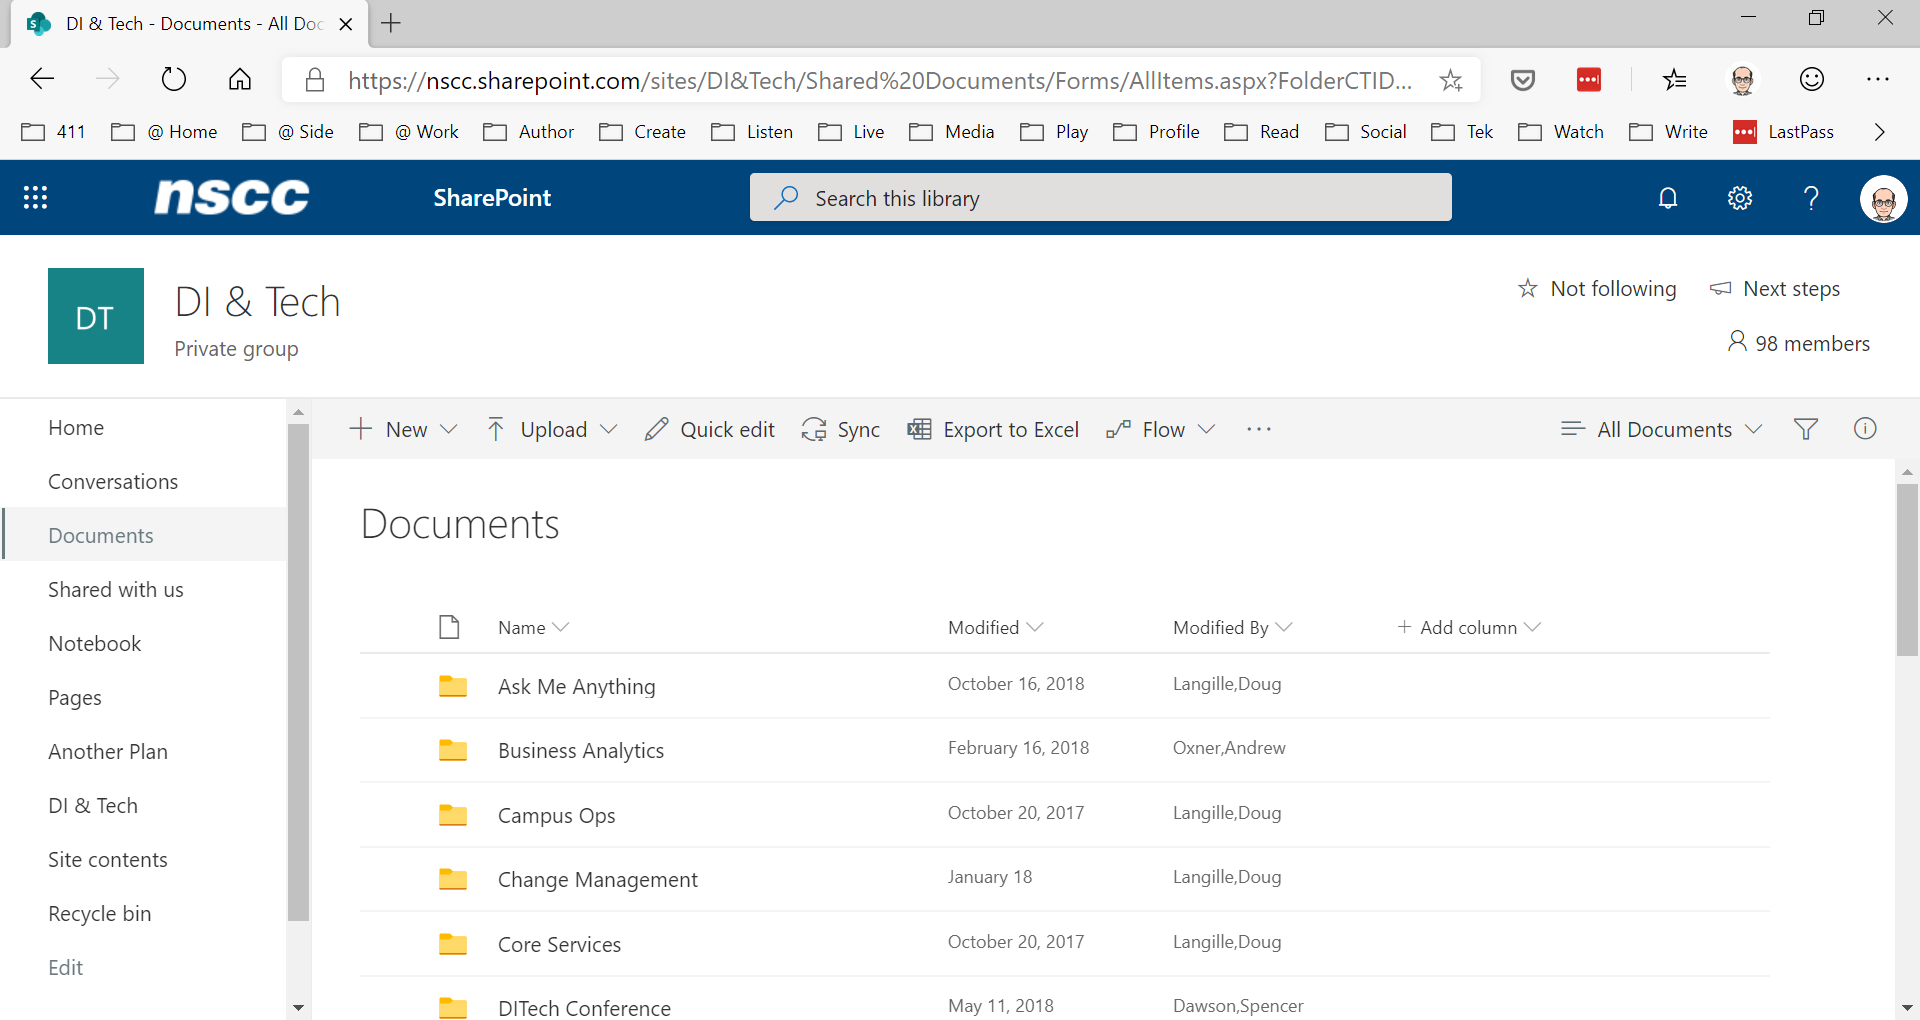 DI & Tech - Documents - All Doc
https://nscc.sharepoint.com/sites/DI&Tech/Shared%20Documents/Forms/AllItems.aspx?FolderCTID...
411 @ Home @ Side @ Work Author Create Listen Live Media Play Profile Read Social Tek Watch Write LastPass
nscc SharePoint Search this library
DT
DI & Tech
Private group
Not following Next steps
98 members
Home
Conversations
Documents
Shared with us
Notebook
Pages
Another Plan
DI & Tech
Site contents
Recycle bin
Edit
New Upload Quick edit Sync Export to Excel Flow ... All Documents
Documents
Name Modified Modified By + Add column
Ask Me Anything October 16, 2018 Langille,Doug
Business Analytics February 16, 2018 Oxner,Andrew
Campus Ops October 20, 2017 Langille,Doug
Change Management January 18 Langille,Doug
Core Services October 20, 2017 Langille,Doug
DITech Conference May 11, 2018 Dawson,Spencer